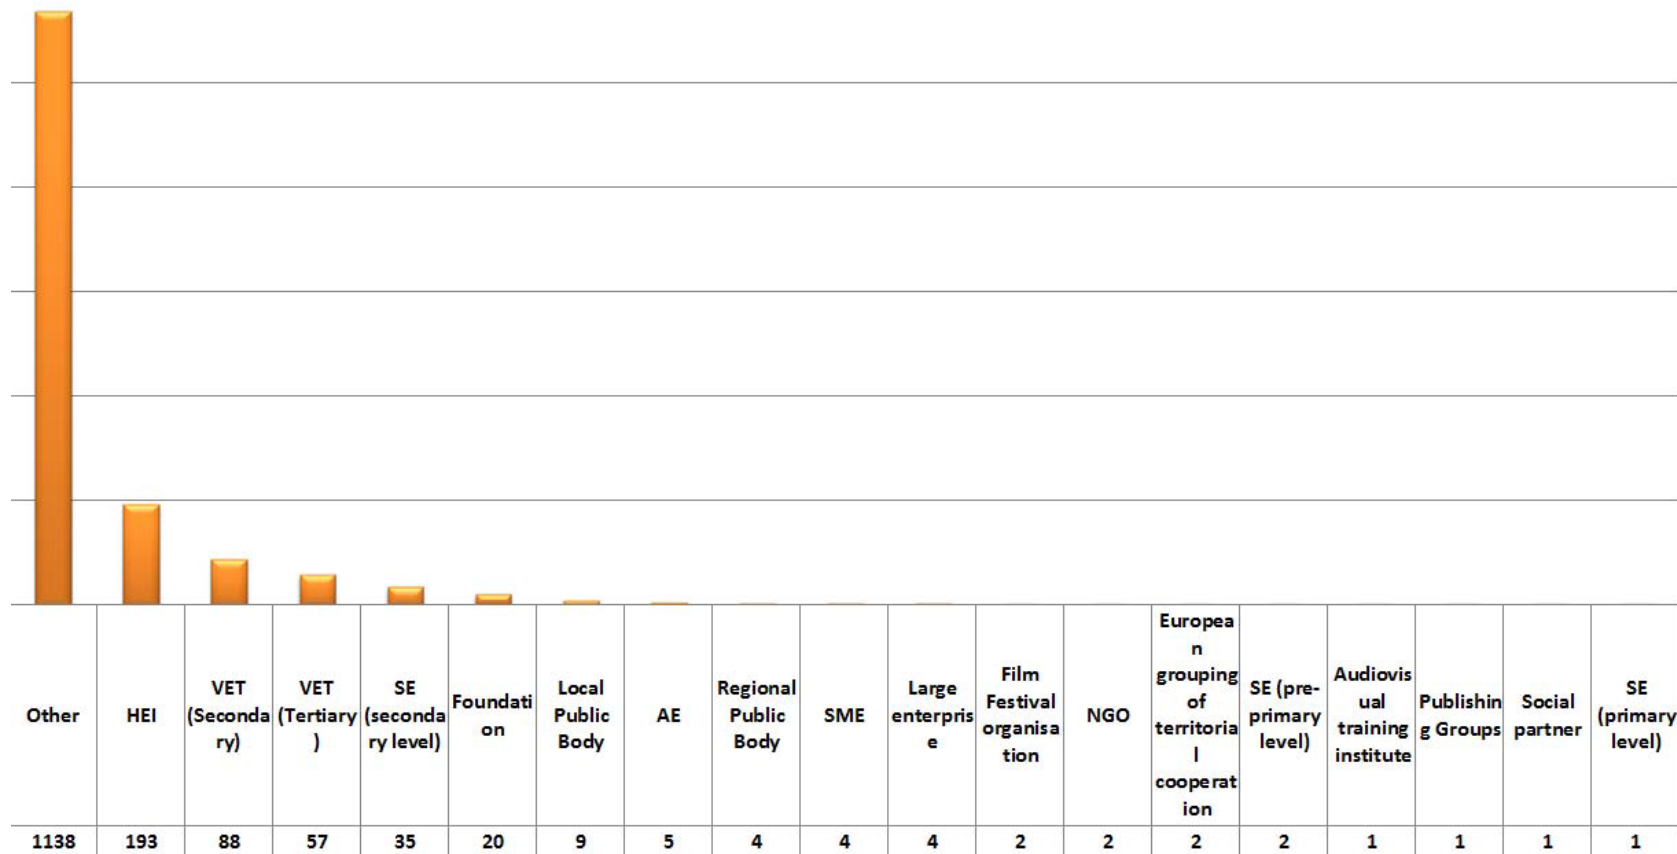 Other
HEI
VET
(Seconda
ry)
VET
(Tertiary
)
SE
(seconda
ry level)
Foundati
on
Local
Public
Body
AE
Regional
Public
Body
SME
Large
enterpris
e
Film
Festival
organisa
tion
NGO
Europea
n
grouping
of
territoria
l
cooperat
ion
SE (pre-
primary
level)
Audiovis
ual
training
institute
Publishin
g Groups
Social
partner
SE
(primary
level)
1138 193 88 57 35 20 9 5 4 4 4 2 2 2 2 1 1 1 1